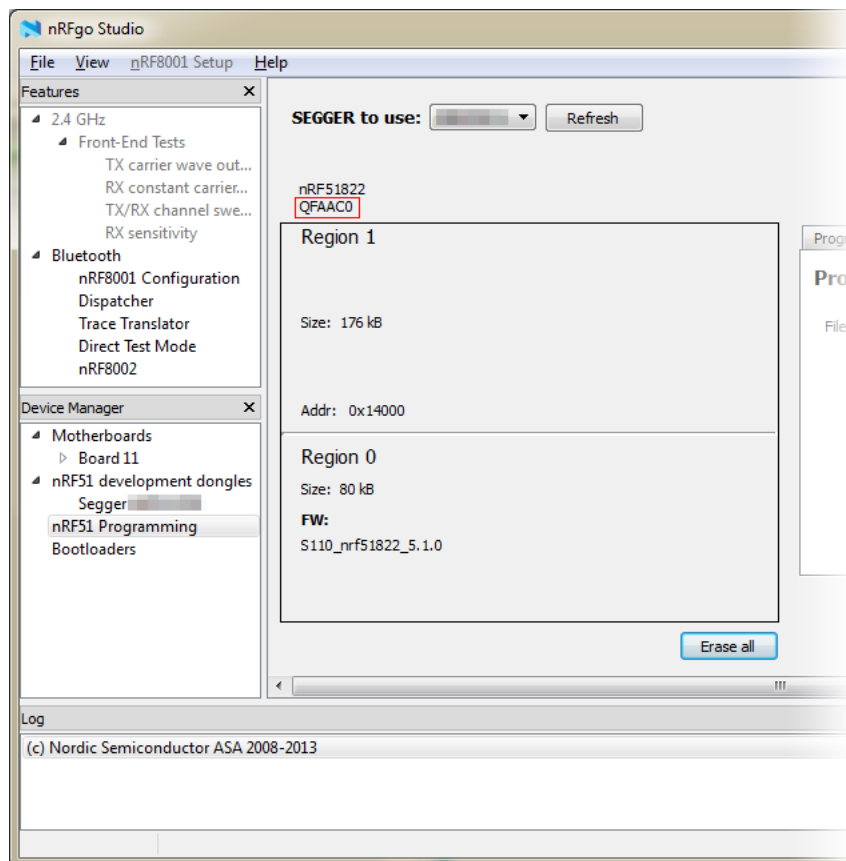 nRFgo Studio
File View nRF8001 Setup Help
Features
2.4 GHz
Front-End Tests
TX carrier wave out...
RX constant carrier...
TX/RX channel swe...
RX sensitivity
Bluetooth
nRF8001 Configuration
Dispatcher
Trace Translator
Direct Test Mode
nRF8002
Device Manager
Motherboards
Board 11
nRF51 development dongles
Segger
nRF51 Programming
Bootloaders
SEGGER to use: Refresh
nRF51822
QFAAC0
Region 1
Size: 176 kB
Addr: 0x14000
Region 0
Size: 80 kB
FW:
S110_nrf51822_5.1.0
Erase all
Prog
Pro
File
Log
(c) Nordic Semiconductor ASA 2008-2013